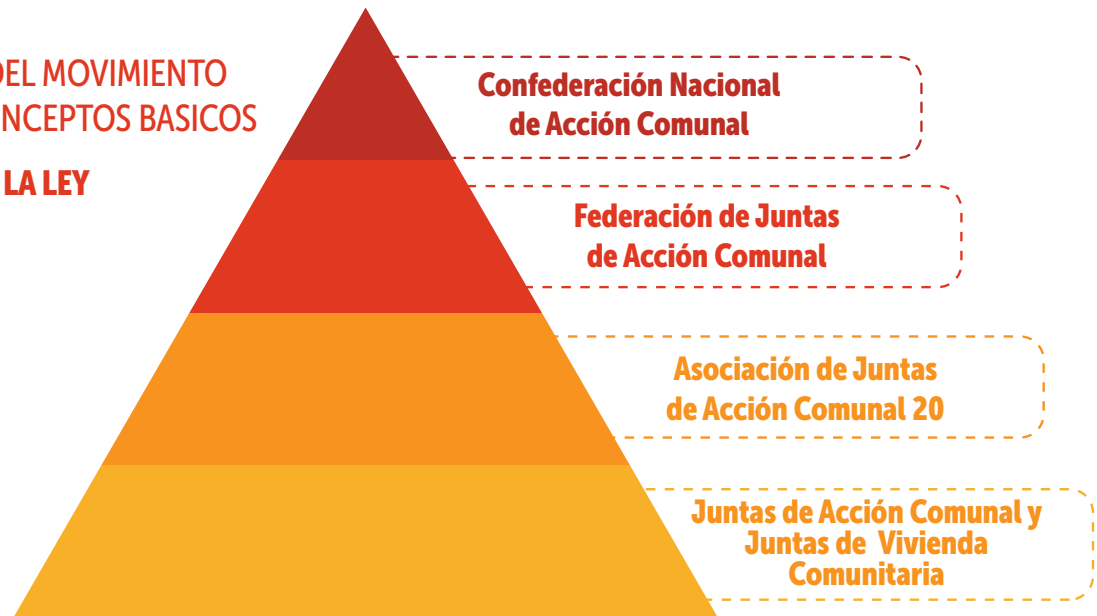 DEL MOVIMIENTO
NCEPTOS BASICOS
LA LEY
Confederación Nacional
de Acción Comunal
Federación de Juntas
de Acción Comunal
Asociación de Juntas
de Acción Comunal 20
Juntas de Acción Comunal y
Juntas de Vivienda
Comunitaria